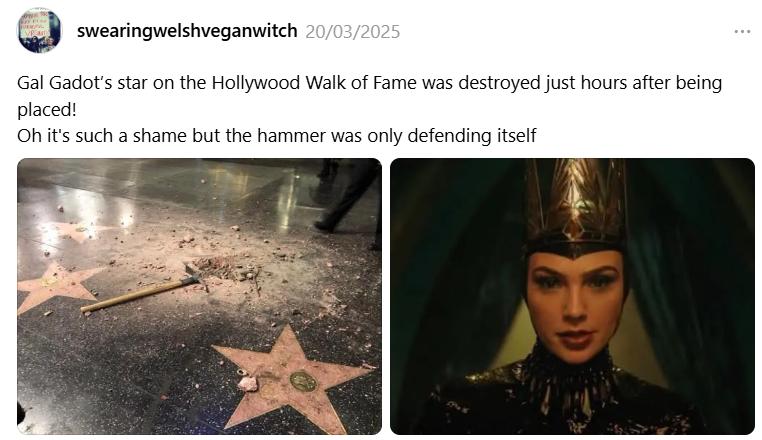 swearingwelshveganwitch 20/03/2025
Gal Gadot’s star on the Hollywood Walk of Fame was destroyed just hours after being
placed!
Oh it's such a shame but the hammer was only defending itself